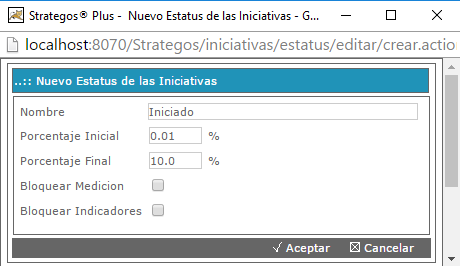 Strategos® Plus - Nuevo Estatus de las Iniciativas - G...
localhost:8070/Strategos/iniciativas/estatus/editar/crear.action
..:: Nuevo Estatus de las Iniciativas
Nombre Iniciado
Porcentaje Inicial 0.01 %
Porcentaje Final 10.0 %
Bloquear Medicion
Bloquear Indicadores
Aceptar Cancelar